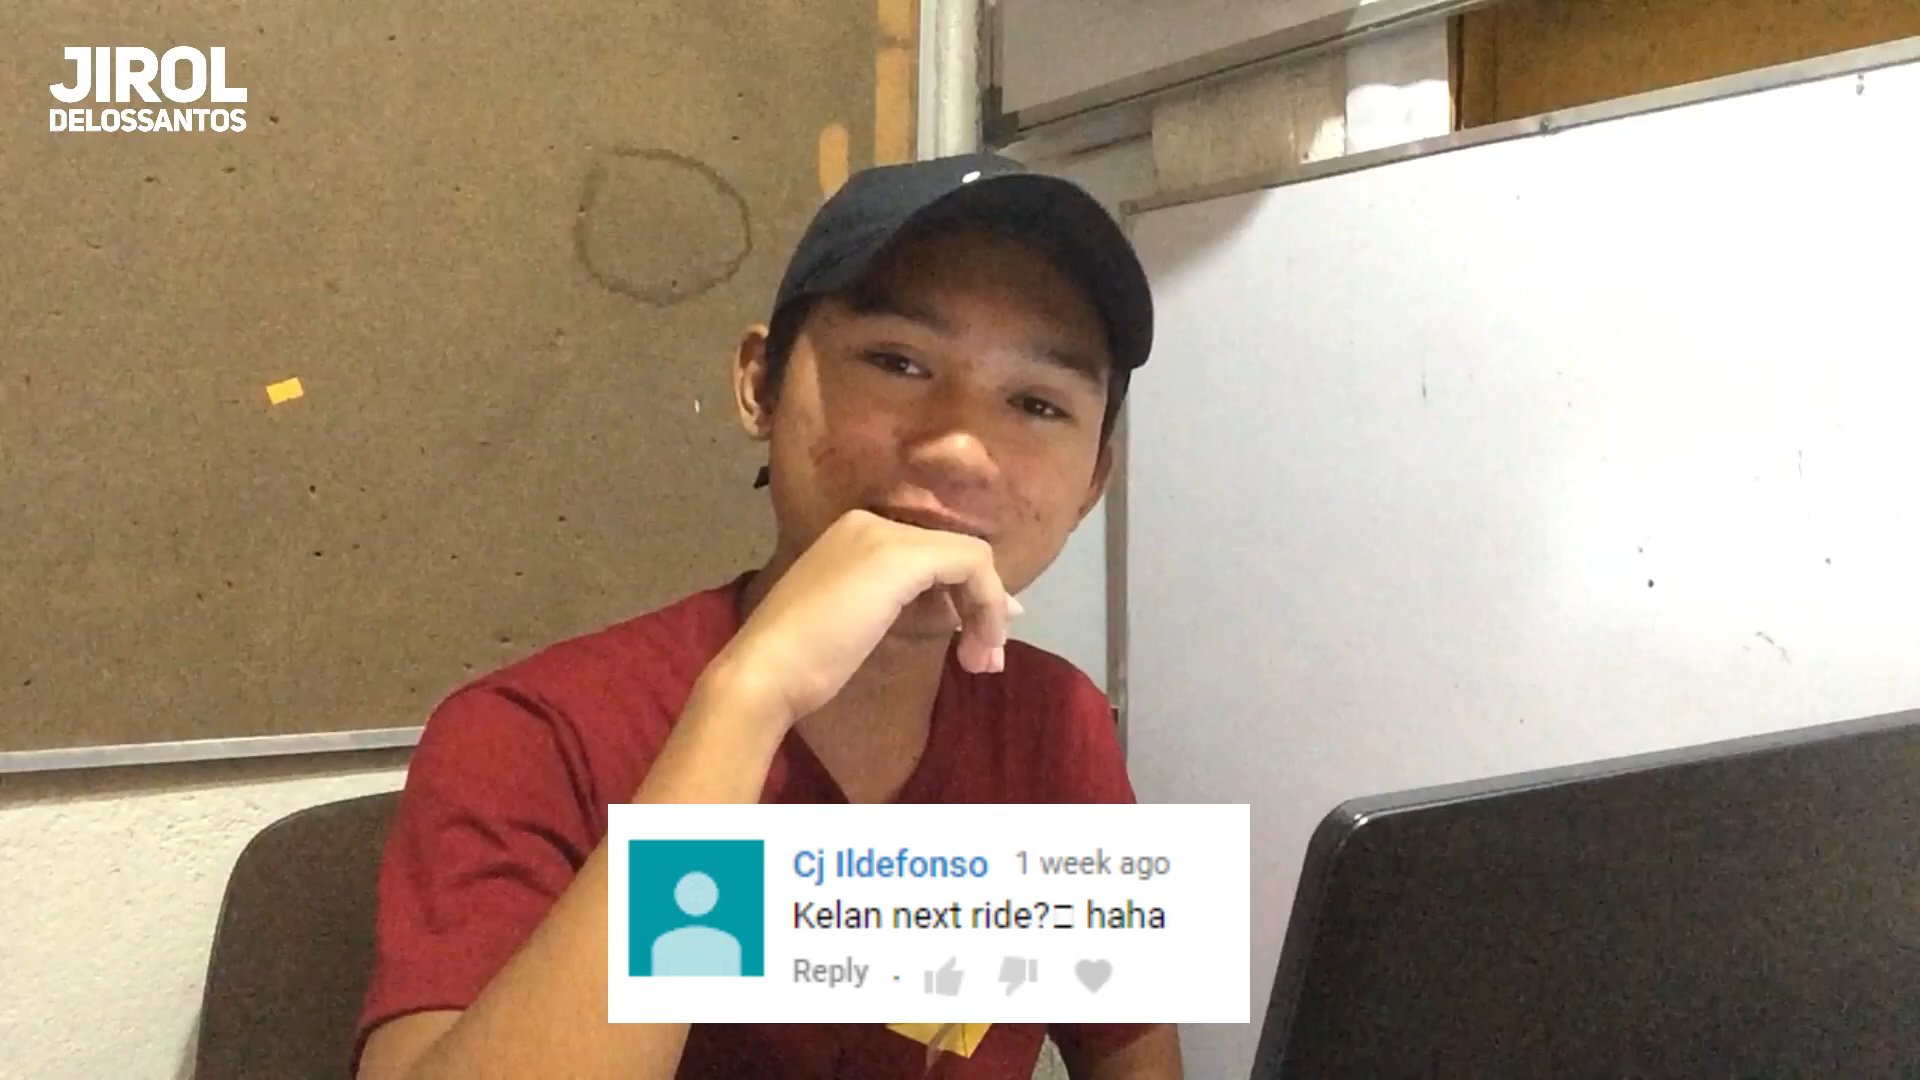 JIROL
DELOSSANTOS
Cj Ildefonso 1 week ago
Kelan next ride?□ haha
Reply .